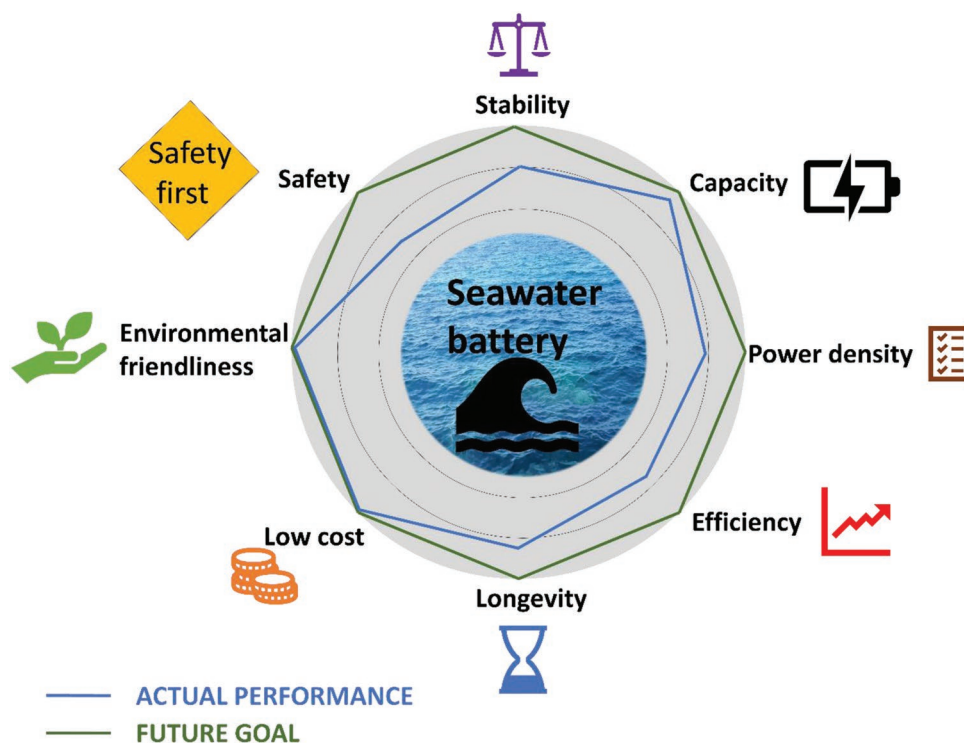 Stability
Safety
first
Safety
Capacity
Seawater
battery
Environmental
friendliness
Power density
Low cost
Efficiency
Longevity
ACTUAL PERFORMANCE
FUTURE GOAL